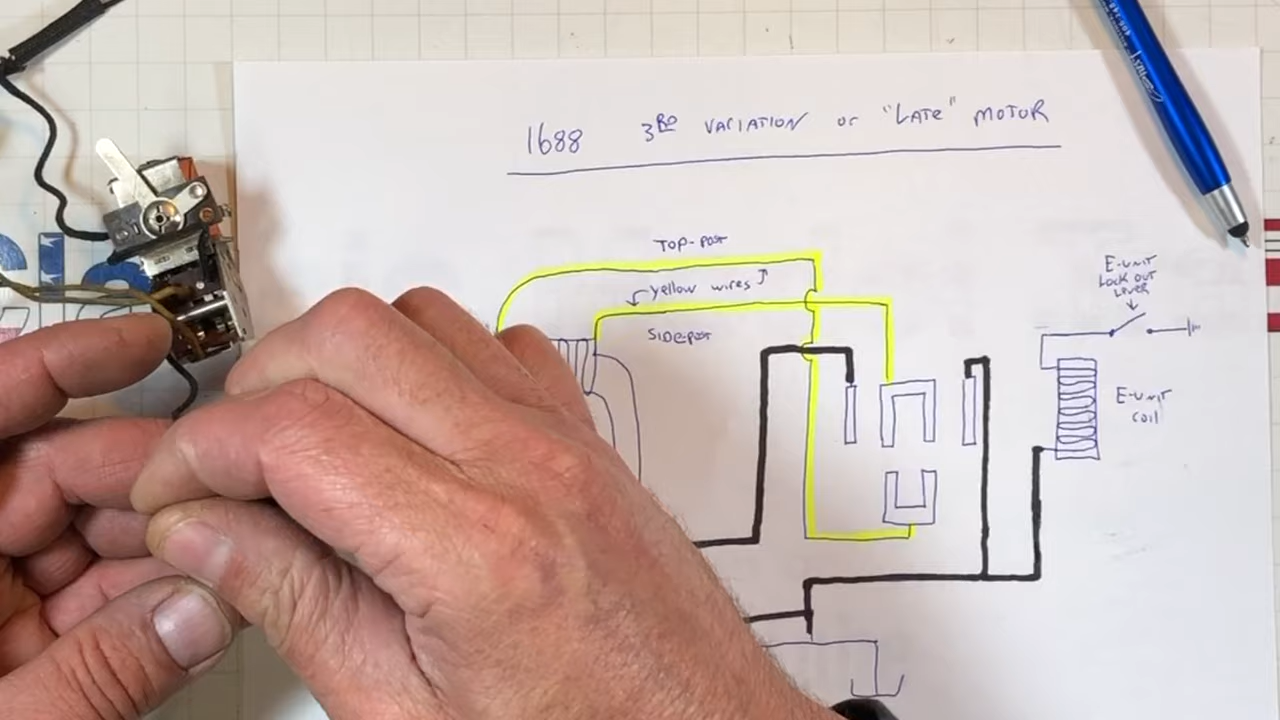 1688 3RD VARIATION or "LATE" MOTOR
TOP-POST
yellow wires
SIDE-POST
E-UNIT
LOCK OUT
LEVER
E-UNIT
COIL